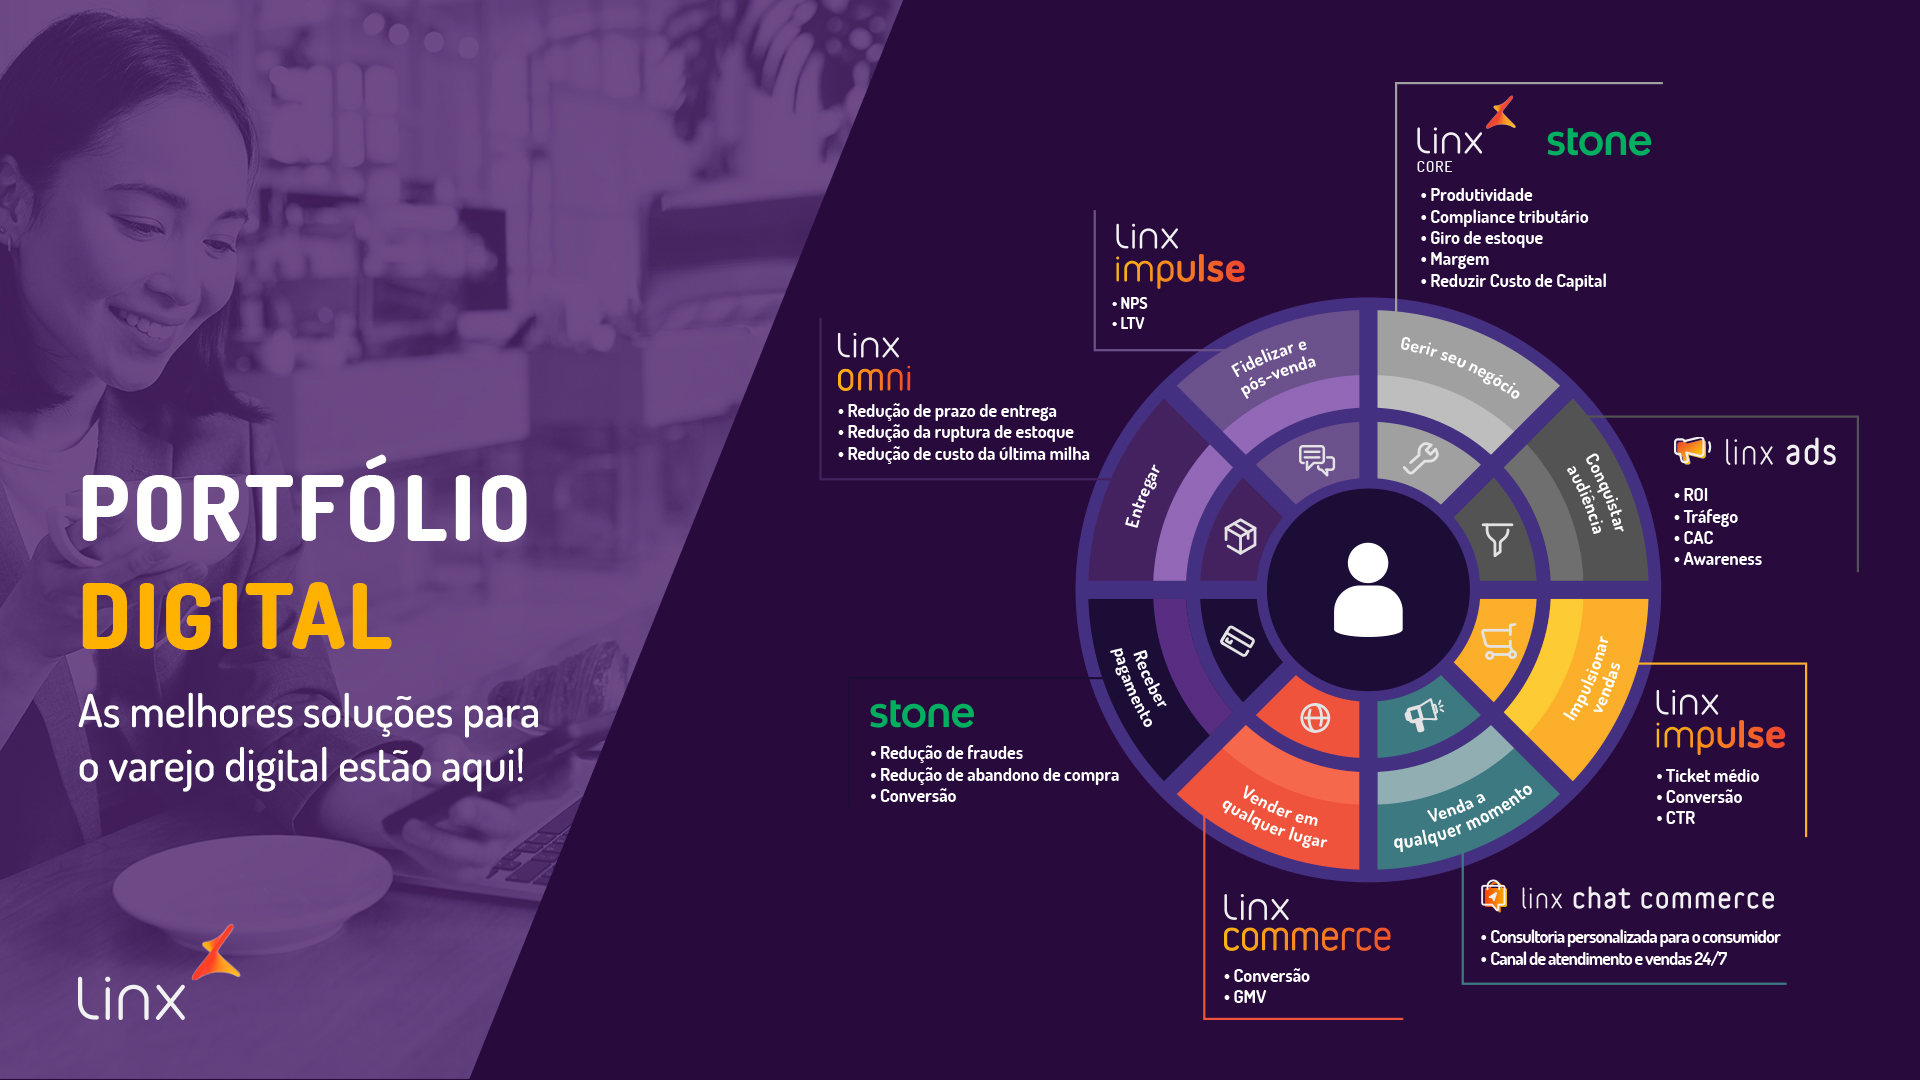 PORTFÓLIO
DIGITAL
As melhores soluções para
o varejo digital estão aqui!
Linx
Linx
CORE
stone
• Produtividade
• Compliance tributário
• Giro de estoque
• Margem
• Reduzir Custo de Capital
Linx
impulse
• NPS
• LTV
Linx
omni
• Redução de prazo de entrega
• Redução da ruptura de estoque
• Redução de custo da última milha
linx ads
• ROI
• Tráfego
• CAC
• Awareness
Fidelizar e
pós-venda
Gerir seu negócio
Conquistar
audiência
Entregar
Receber
pagamento
Impulsionar
vendas
Vender em
qualquer lugar
Venda a
qualquer momento
stone
• Redução de fraudes
• Redução de abandono de compra
• Conversão
Linx
impulse
• Ticket médio
• Conversão
• CTR
Linx
commerce
• Conversão
• GMV
linx chat commerce
• Consultoria personalizada para o consumidor
• Canal de atendimento e vendas 24/7